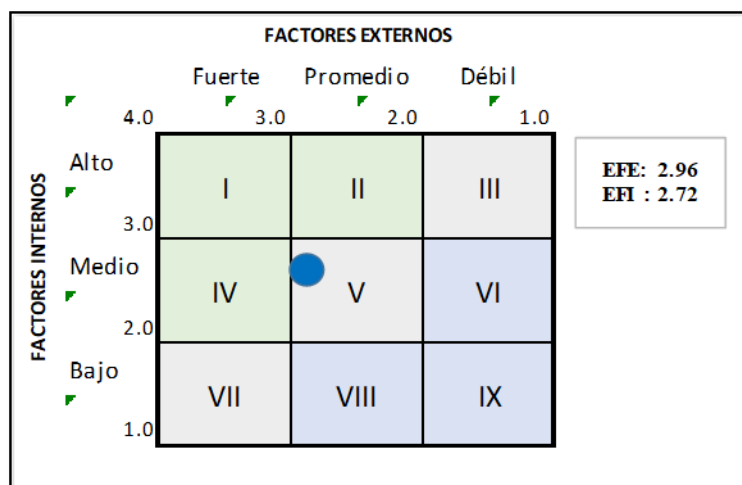 FACTORES EXTERNOS
Fuerte Promedio Débil
4.0 3.0 2.0 1.0
Alto
I II III
EFE: 2.96
EFI : 2.72
3.0
FACTORES INTERNOS
Medio
IV V VI
2.0
Bajo
VII VIII IX
1.0